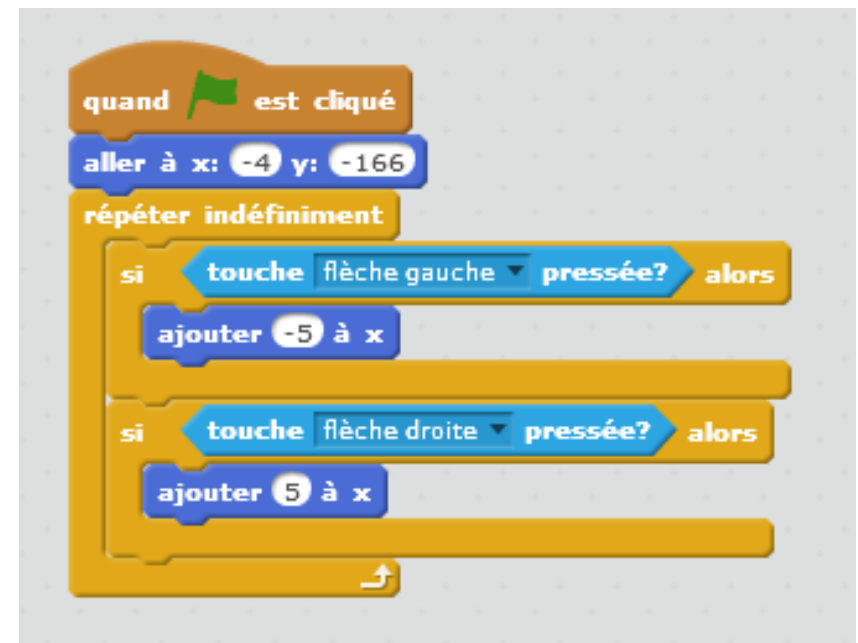 quand est cliqué
aller à x: -4 y: -166
répéter indéfiniment
si touche flèche gauche pressée? alors
ajouter -5 à x
si touche flèche droite pressée? alors
ajouter 5 à x